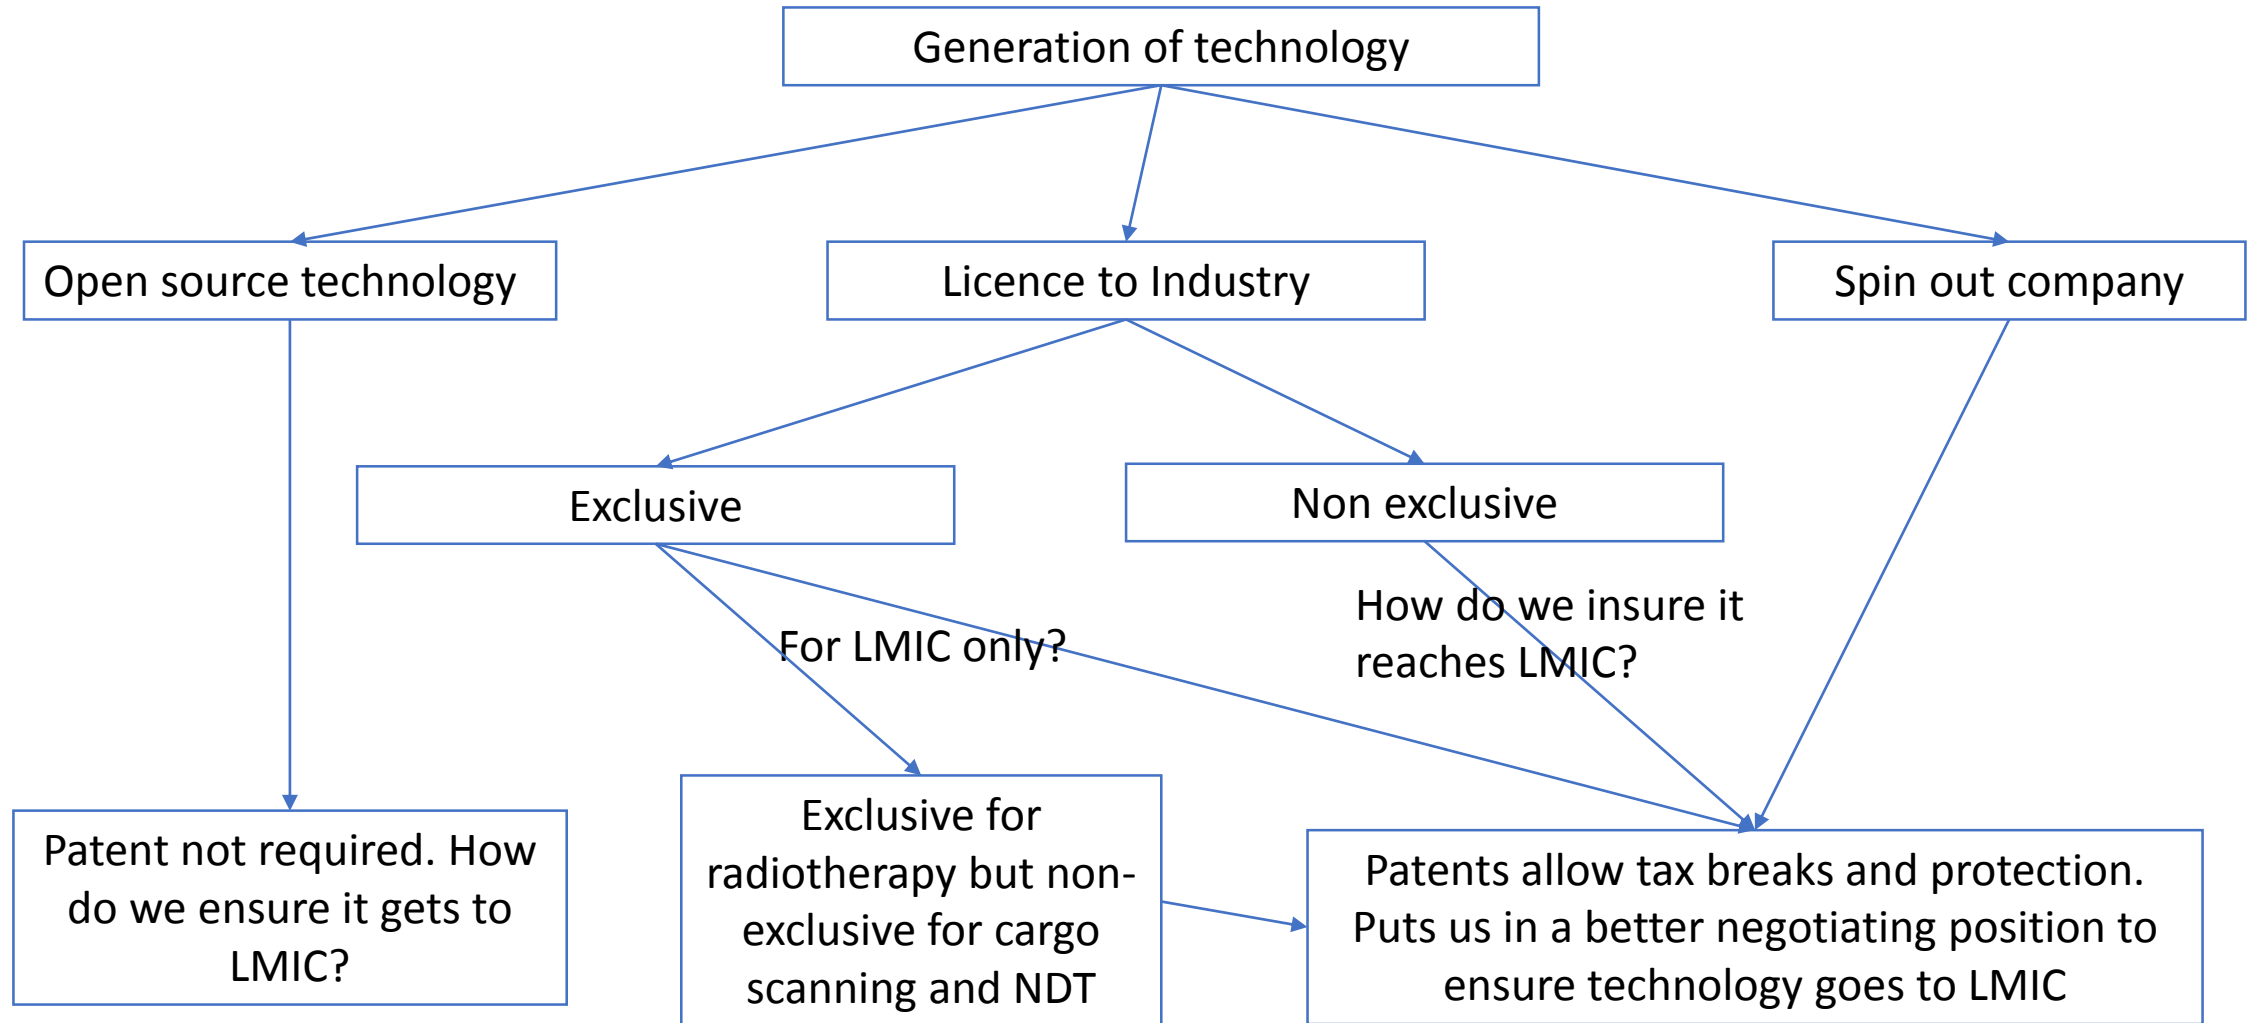 Generation of technology
Open source technology
Licence to Industry
Spin out company
Exclusive
Non exclusive
For LMIC only?
How do we insure it
reaches LMIC?
Patent not required. How
do we ensure it gets to
LMIC?
Exclusive for
radiotherapy but non-
exclusive for cargo
scanning and NDT
Patents allow tax breaks and protection.
Puts us in a better negotiating position to
ensure technology goes to LMIC